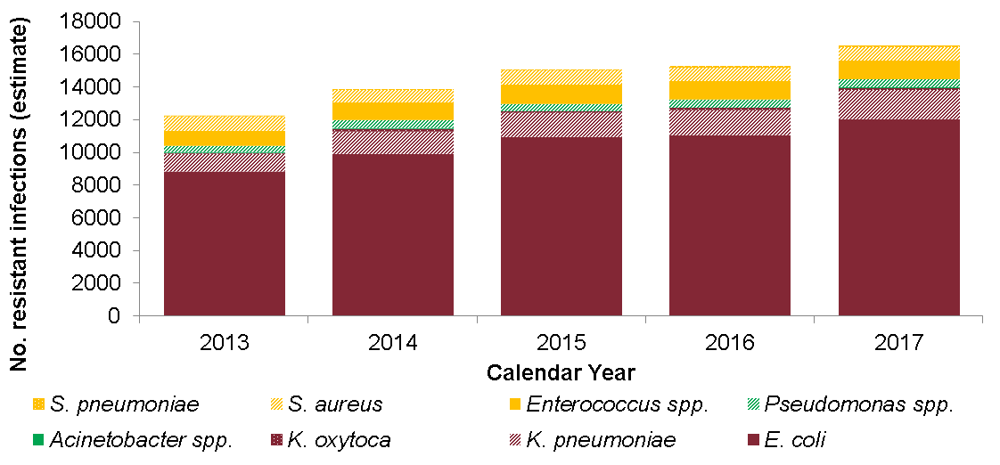 No. resistant infections (estimate)
18000
16000
14000
12000
10000
8000
6000
4000
2000
0
2013 2014 2015 2016 2017
Calendar Year
S. pneumoniae S. aureus Enterococcus spp. Pseudomonas spp.
Acinetobacter spp. K. oxytoca K. pneumoniae E. coli